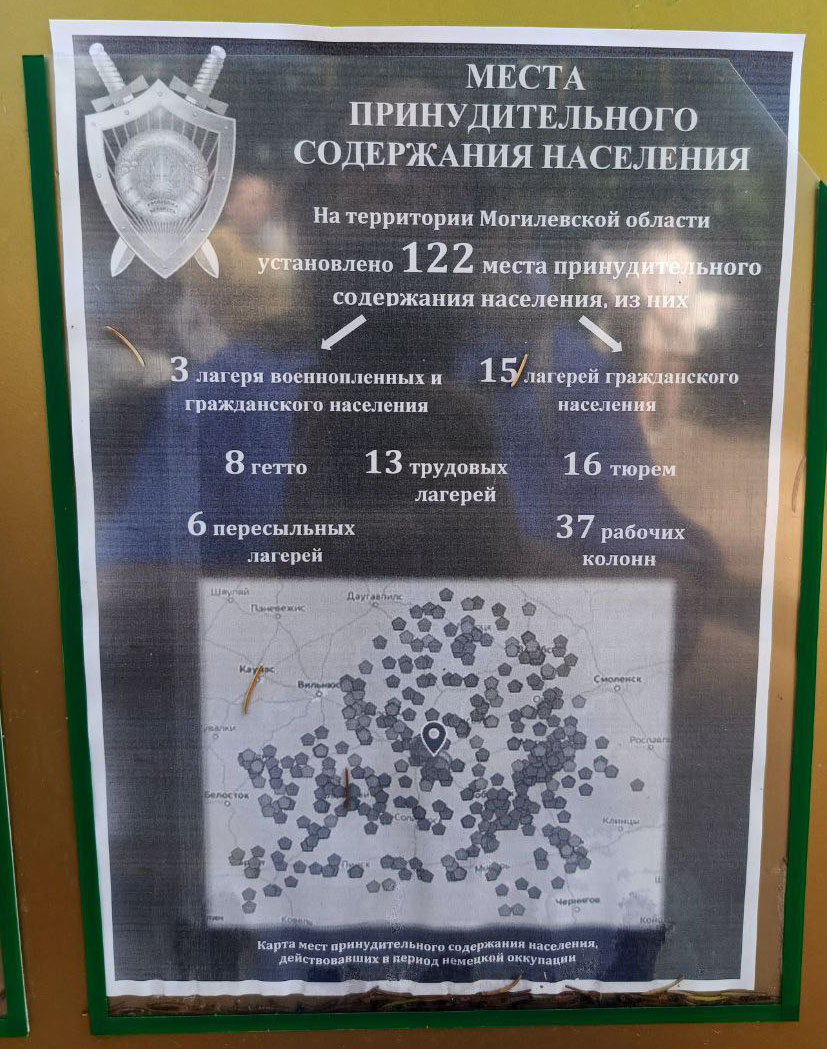 МЕСТА
ПРИНУДИТЕЛЬНОГО
СОДЕРЖАНИЯ НАСЕЛЕНИЯ
На территории Могилевской области
установлено 122 места принудительного
содержания населения, из них
3 лагеря военнопленных и
гражданского населения
15 лагерей гражданского
населения
8 гетто
13 трудовых
лагерей
16 тюрем
6 пересыльных
лагерей
37 рабочих
колонн
Шяуляй
Даугавпилс
Паневежис
Каунас
Вильнюс
Смоленск
Белосток
Клинцы
Пинск
Чернигов
Ковель
Карта мест принудительного содержания населения,
действовавших в период немецкой оккупации